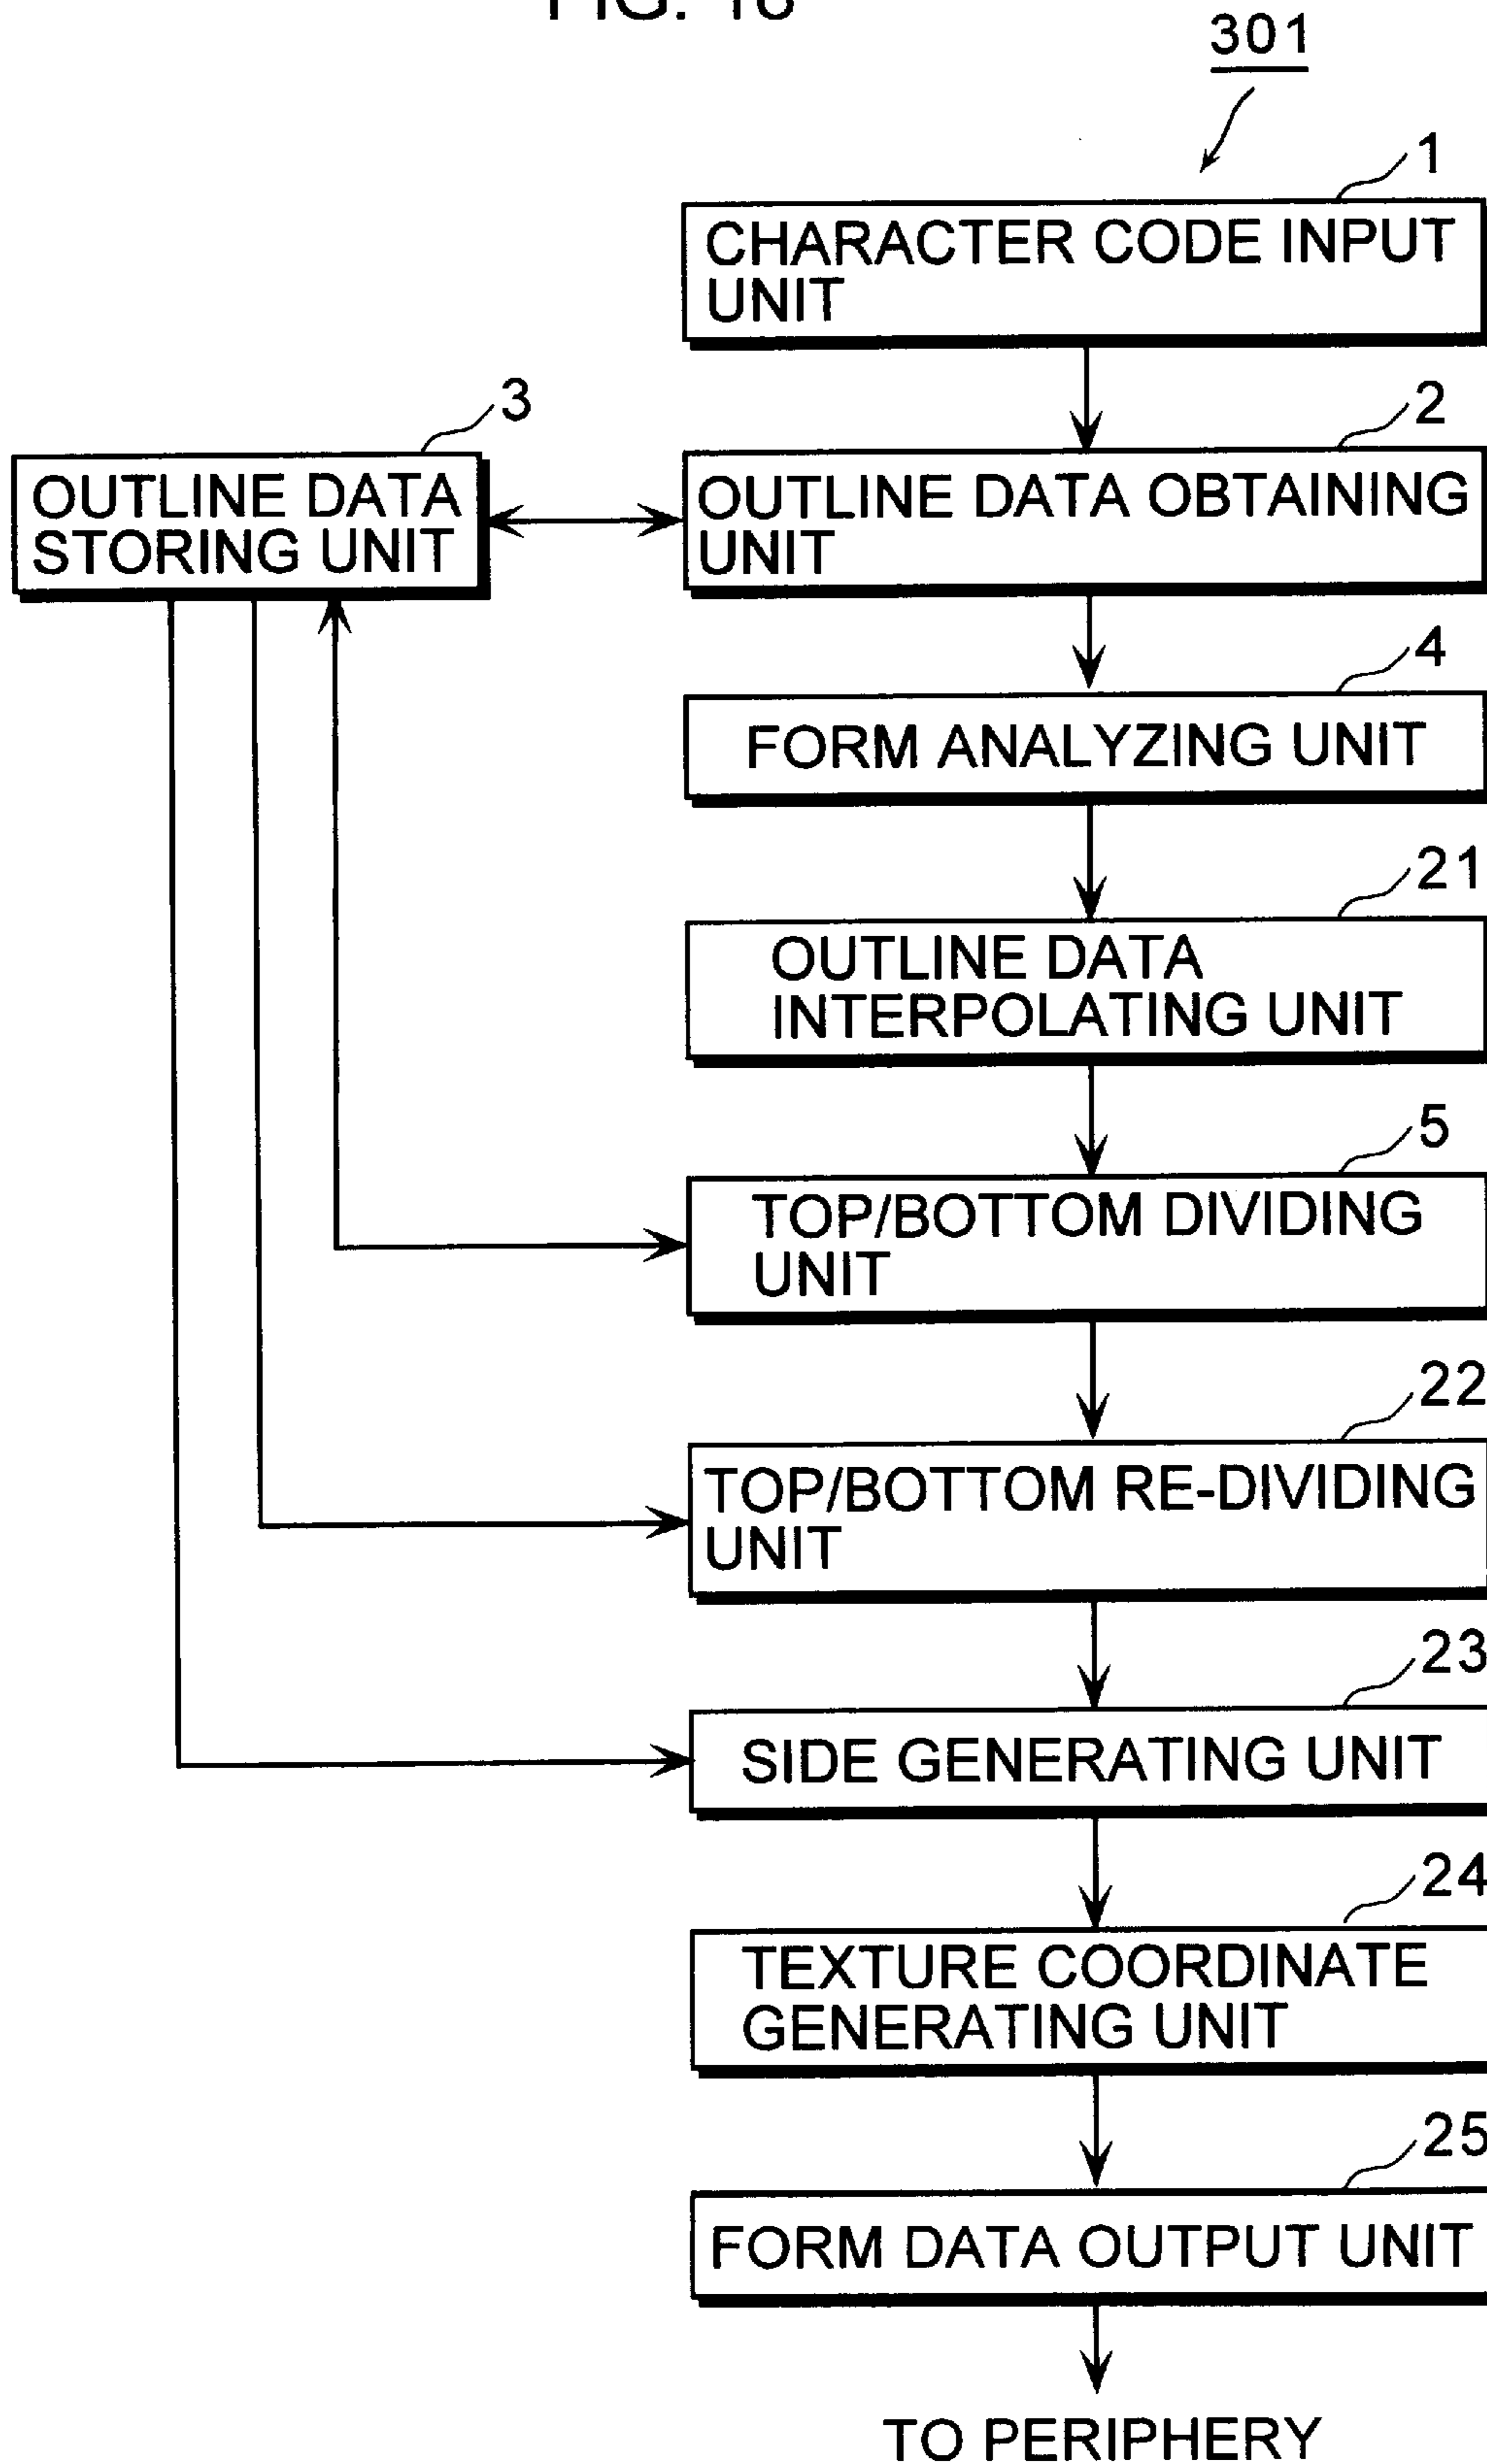 FIG. 18
301
1
CHARACTER CODE INPUT
UNIT
3
2
OUTLINE DATA
STORING UNIT
OUTLINE DATA OBTAINING
UNIT
4
FORM ANALYZING UNIT
21
OUTLINE DATA
INTERPOLATING UNIT
5
TOP/BOTTOM DIVIDING
UNIT
22
TOP/BOTTOM RE-DIVIDING
UNIT
23
SIDE GENERATING UNIT
24
TEXTURE COORDINATE
GENERATING UNIT
25
FORM DATA OUTPUT UNIT
TO PERIPHERY